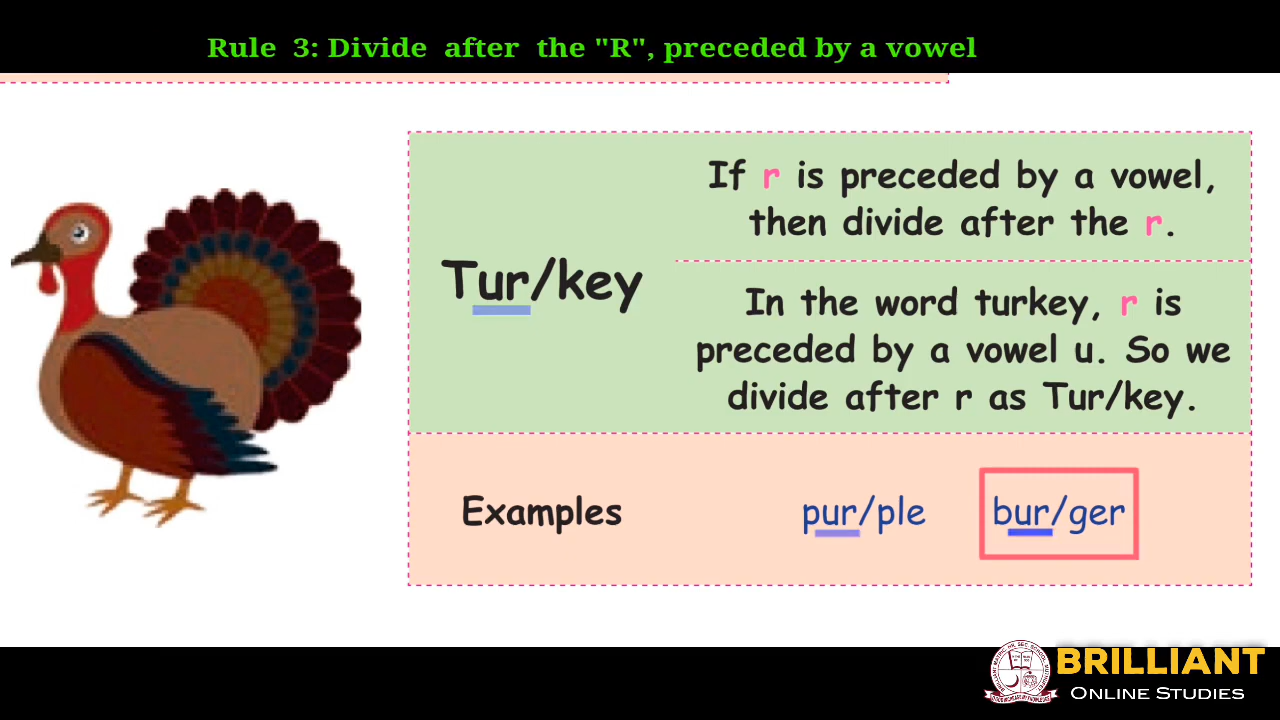 Rule 3: Divide after the "R", preceded by a vowel
If r is preceded by a vowel,
then divide after the r.
Tur/key
In the word turkey, r is
preceded by a vowel u. So we
divide after r as Tur/key.
Examples
pur/ple
bur/ger
BRILLIANT
ONLINE STUDIES